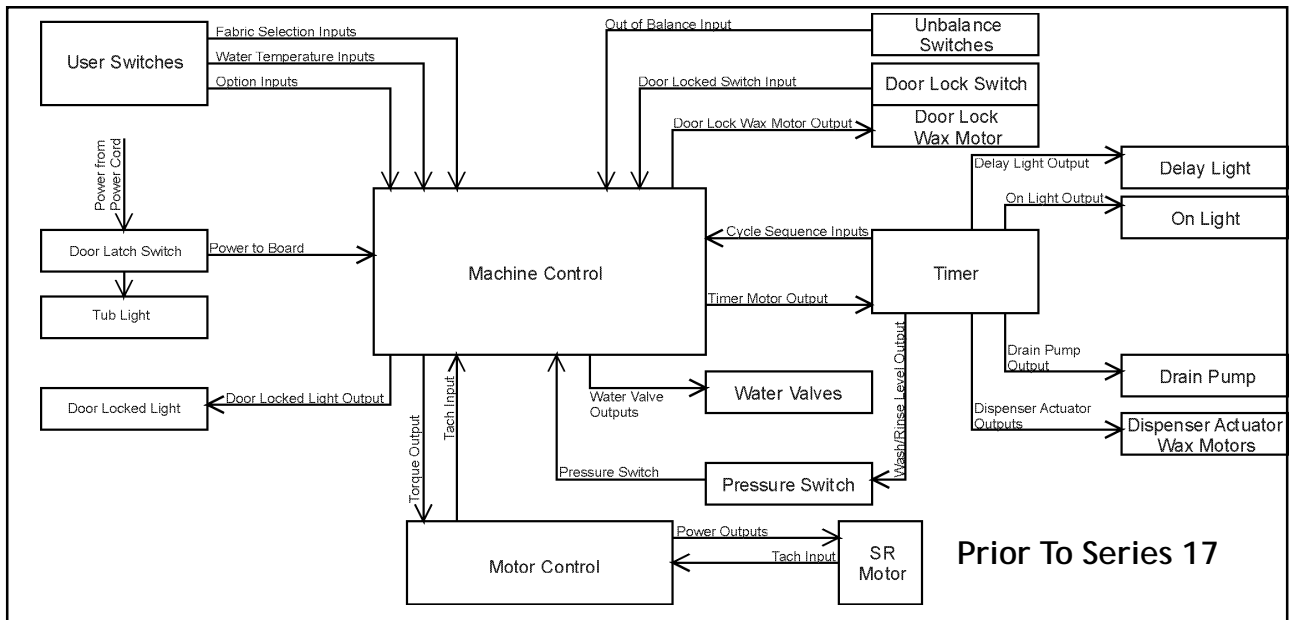 Fabric Selection Inputs
Water Temperature Inputs
Option Inputs
User Switches
Out of Balance Input
Unbalance
Switches
Door Locked Switch Input
Door Lock Switch
Door Lock Wax Motor Output
Door Lock
Wax Motor
Power from
Power Cord
Delay Light Output
Delay Light
On Light Output
On Light
Door Latch Switch
Power to Board
Machine Control
Cycle Sequence Inputs
Timer Motor Output
Timer
Tub Light
Drain Pump
Output
Drain Pump
Door Locked Light
Door Locked Light Output
Torque Output
Tach Input
Water Valve
Outputs
Water Valves
Wash/Rinse Level Output
Dispenser Actuator
Outputs
Dispenser Actuator
Wax Motors
Pressure Switch
Pressure Switch
Motor Control
Power Outputs
Tach Input
SR
Motor
Prior To Series 17